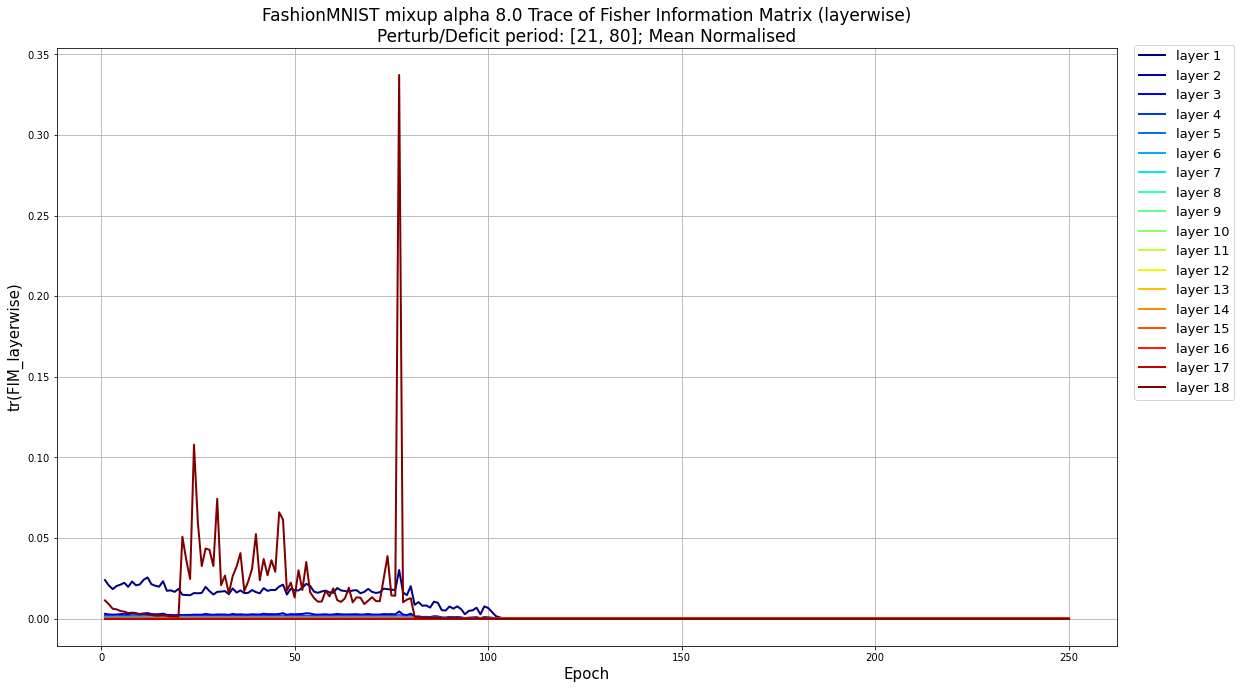 FashionMNIST mixup alpha 8.0 Trace of Fisher Information Matrix (layerwise)
Perturb/Deficit period: [21, 80]; Mean Normalised
tr(FIM_layerwise)
0.35
0.30
0.25
0.20
0.15
0.10
0.05
0.00
0
50
100
150
200
250
Epoch
layer 1
layer 2
layer 3
layer 4
layer 5
layer 6
layer 7
layer 8
layer 9
layer 10
layer 11
layer 12
layer 13
layer 14
layer 15
layer 16
layer 17
layer 18